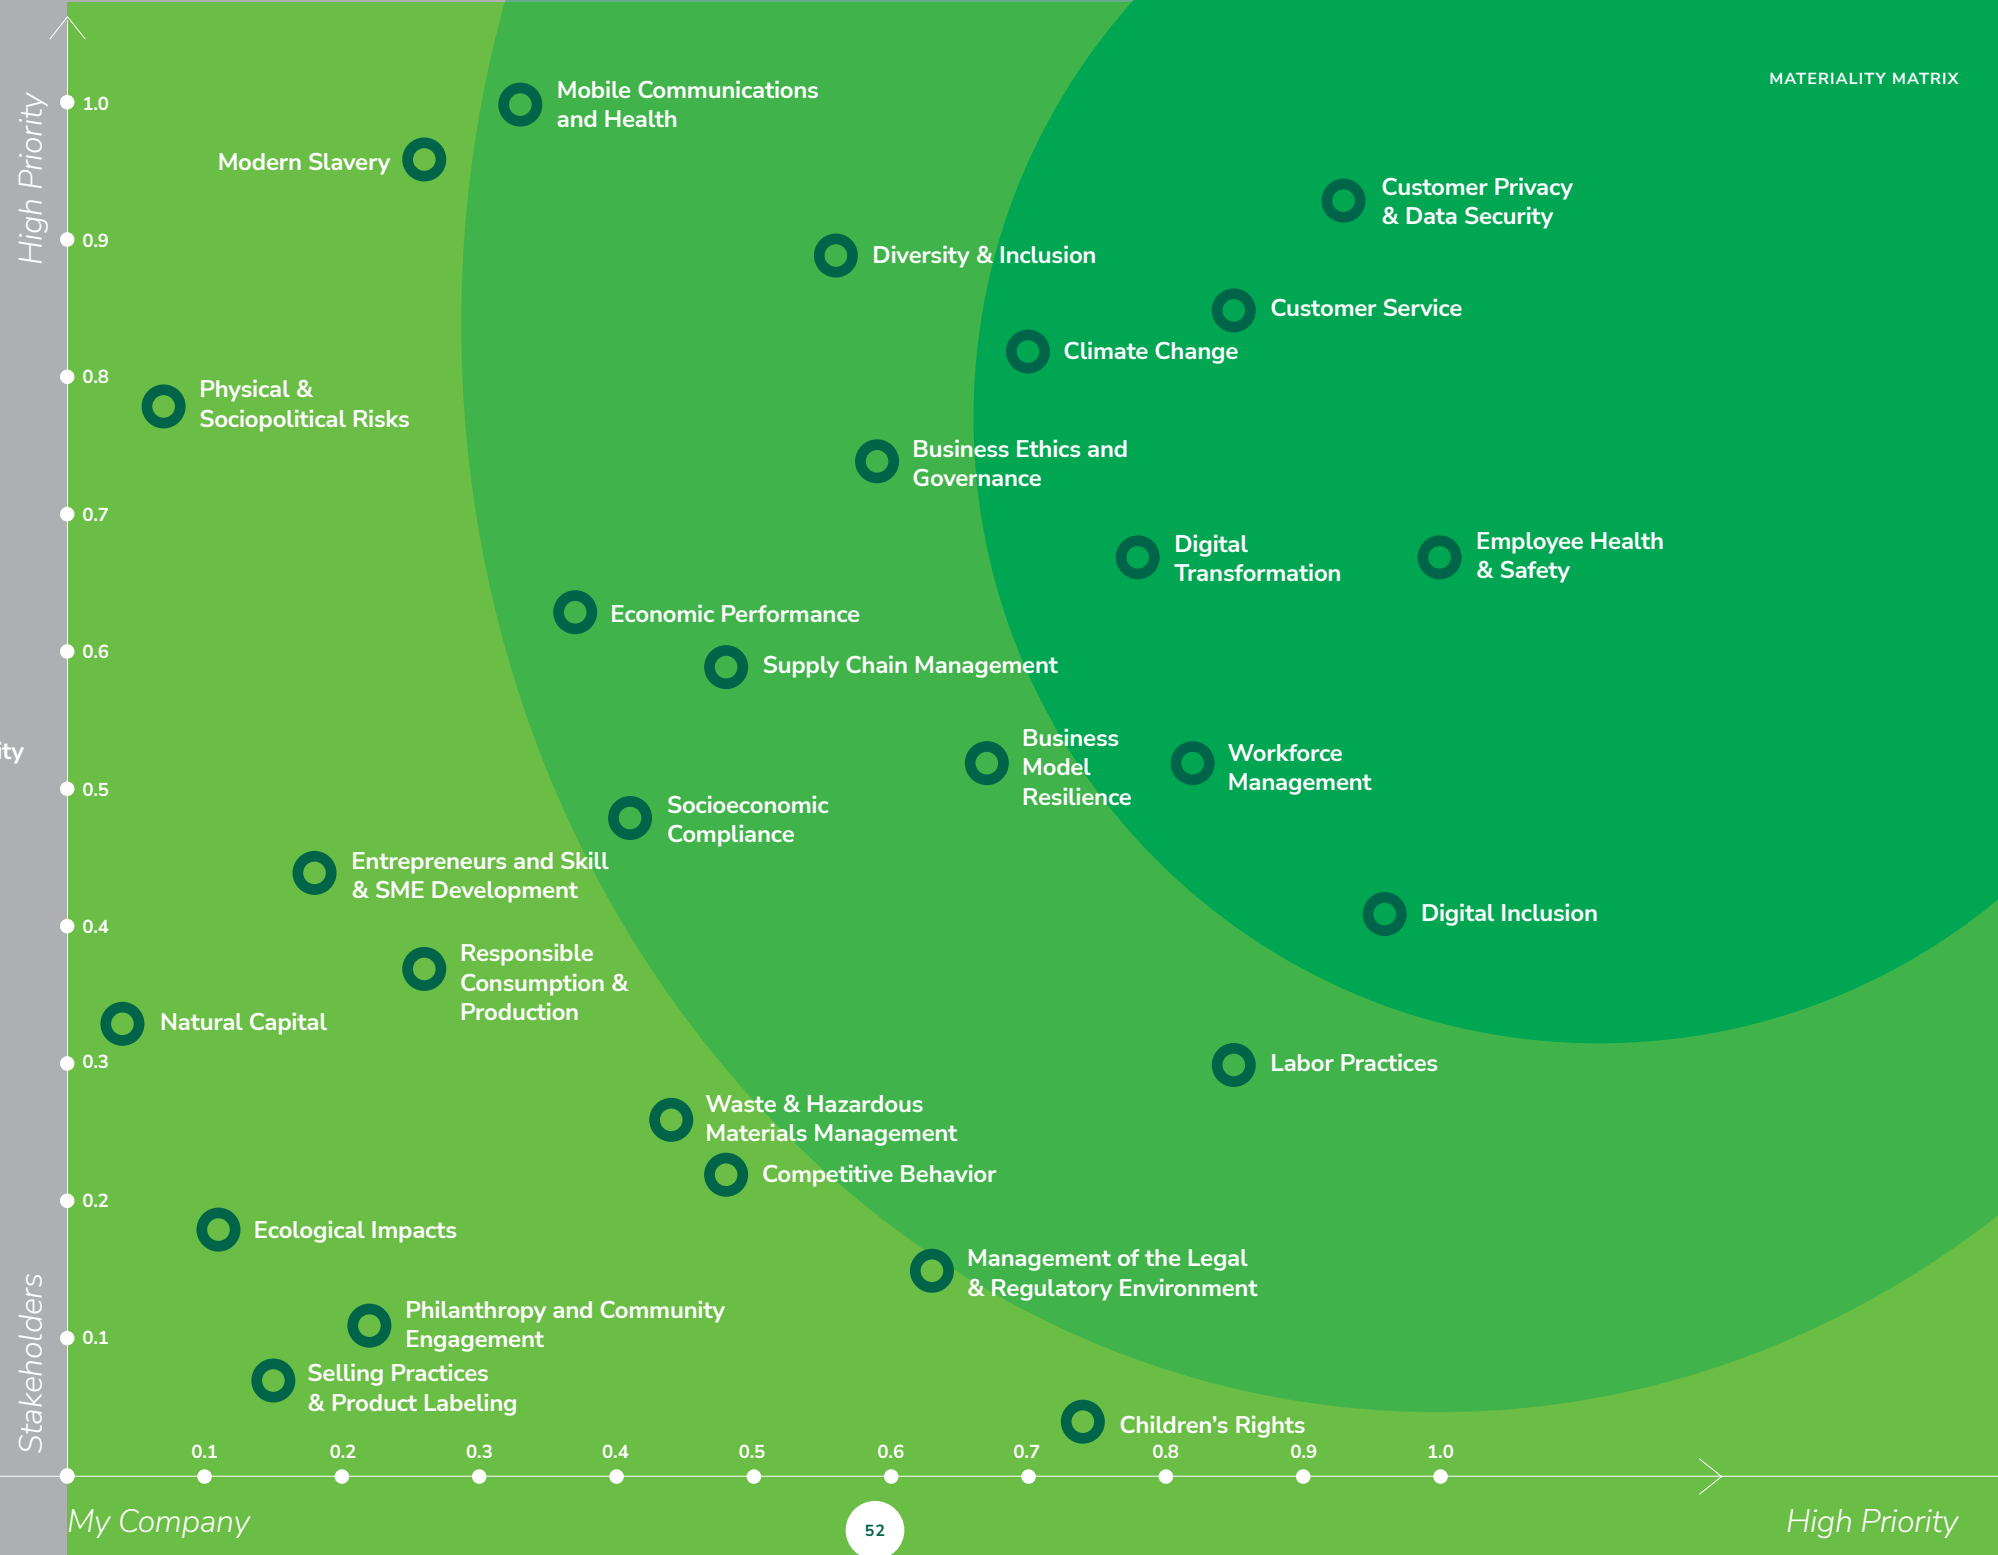 MATERIALITY MATRIX
High Priority
Stakeholders
1.0
0.9
0.8
0.7
0.6
0.5
0.4
0.3
0.2
0.1
Mobile Communications
and Health
Modern Slavery
Customer Privacy
& Data Security
Diversity & Inclusion
Customer Service
Climate Change
Physical &
Sociopolitical Risks
Business Ethics and
Governance
Digital
Transformation
Employee Health
& Safety
Economic Performance
Supply Chain Management
Business
Model
Resilience
Workforce
Management
ity
Socioeconomic
Compliance
Entrepreneurs and Skill
& SME Development
Digital Inclusion
Responsible
Consumption &
Production
Natural Capital
Labor Practices
Waste & Hazardous
Materials Management
Competitive Behavior
Ecological Impacts
Management of the Legal
& Regulatory Environment
Philanthropy and Community
Engagement
Selling Practices
& Product Labeling
Children’s Rights
0.1 0.2 0.3 0.4 0.5 0.6 0.7 0.8 0.9 1.0
My Company
High Priority
52